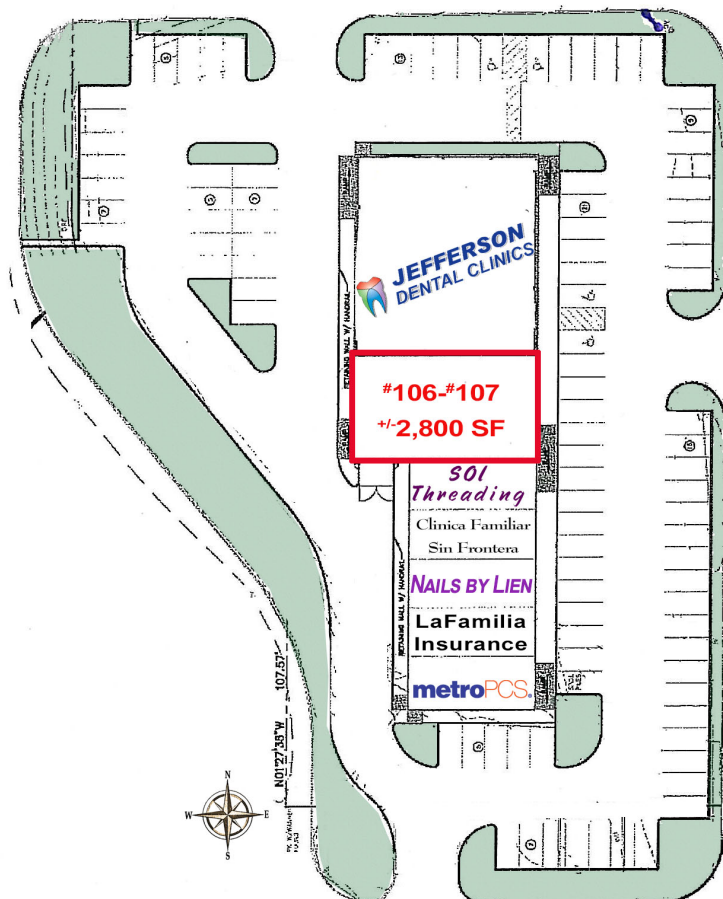 JEFFERSON
DENTAL CLINICS
RETAINING WALL W/ HANDRAIL
#106-#107
+/-2,800 SF
SOI
Threading
Clinica Familiar
Sin Frontera
NAILS BY LIEN
RETAINING WALL W/ HANDRAIL
LaFamilia
Insurance
metroPCS.
107.57'
N01°27'35"W
N
W
E
S